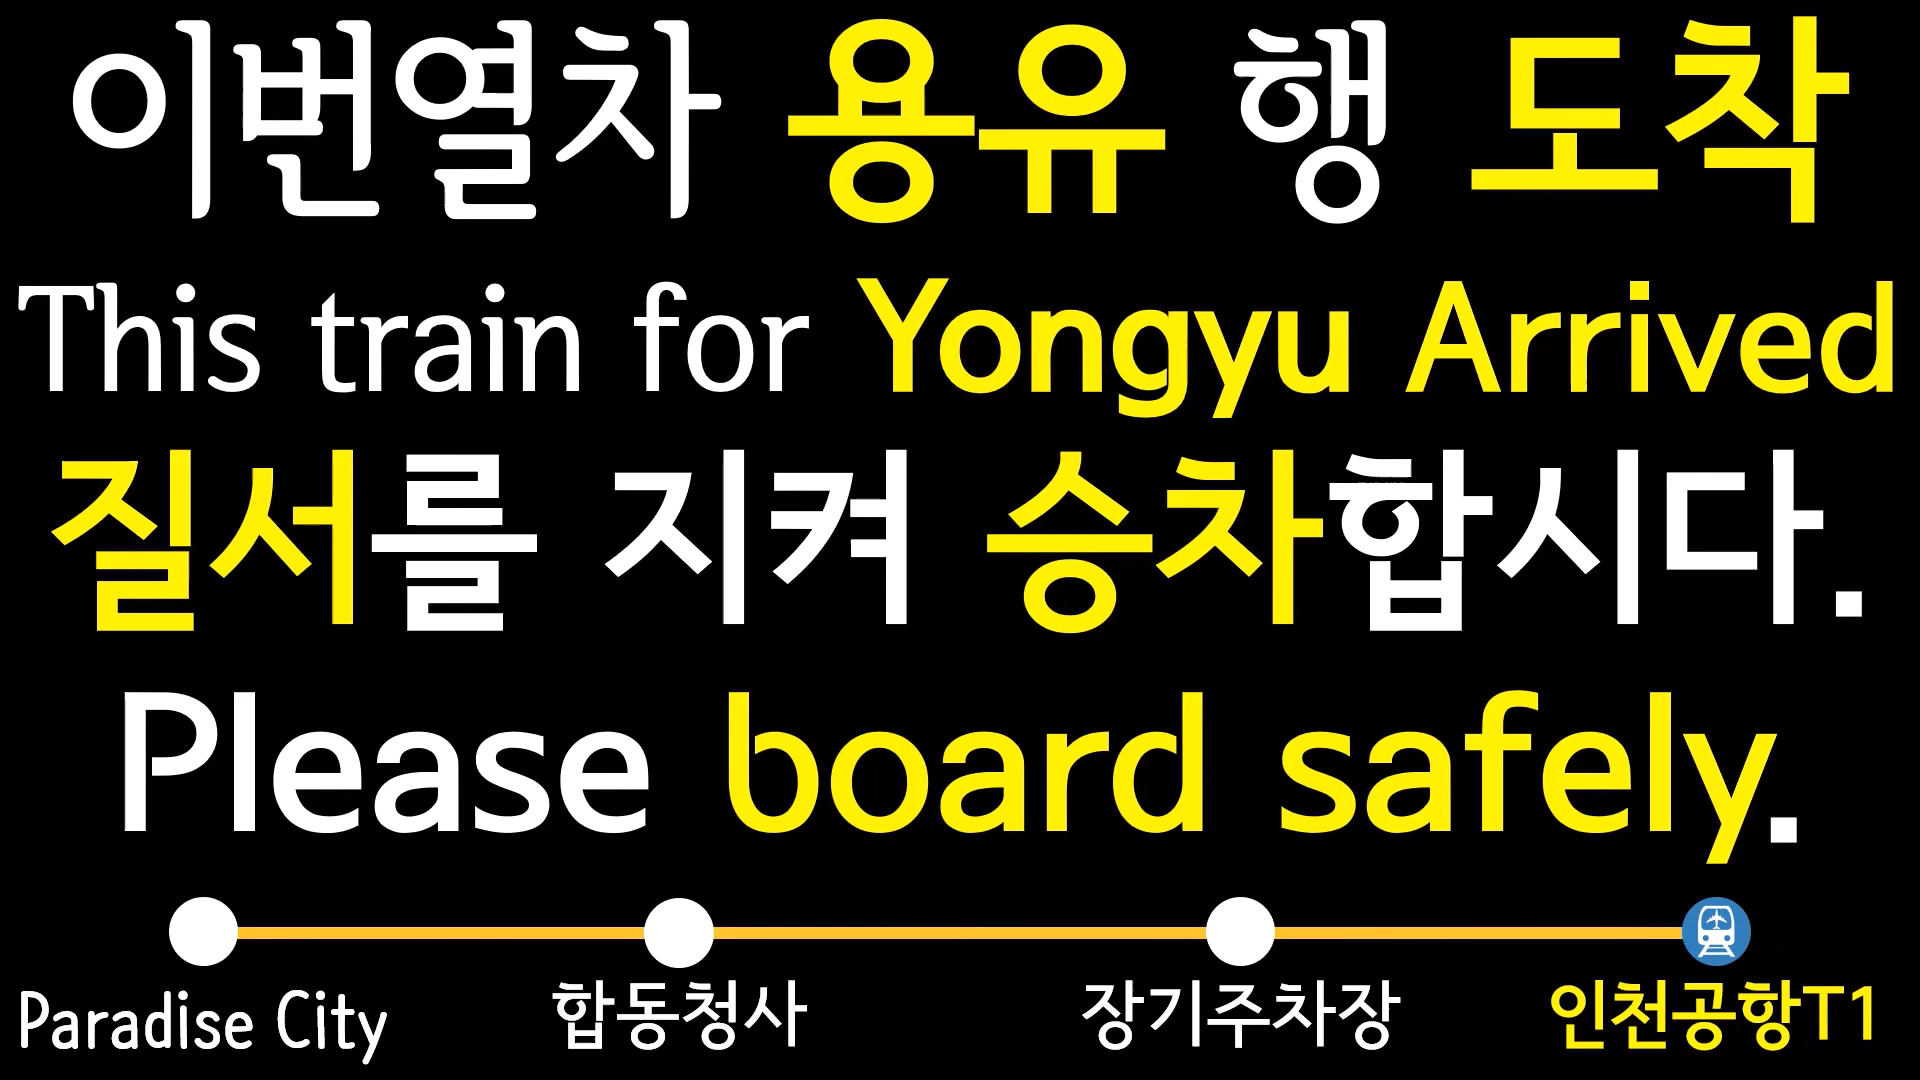 이번열차 용유 행 도착
This train for Yongyu Arrived
질서를 지켜 승차합시다.
Please board safely.
Paradise City 합동청사 장기주차장 인천공항T1